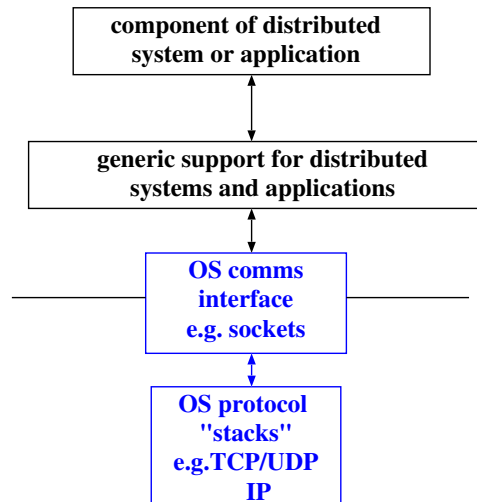 component of distributed
system or application
generic support for distributed
systems and applications
OS comms
interface
e.g. sockets
OS protocol
"stacks"
e.g.TCP/UDP
IP